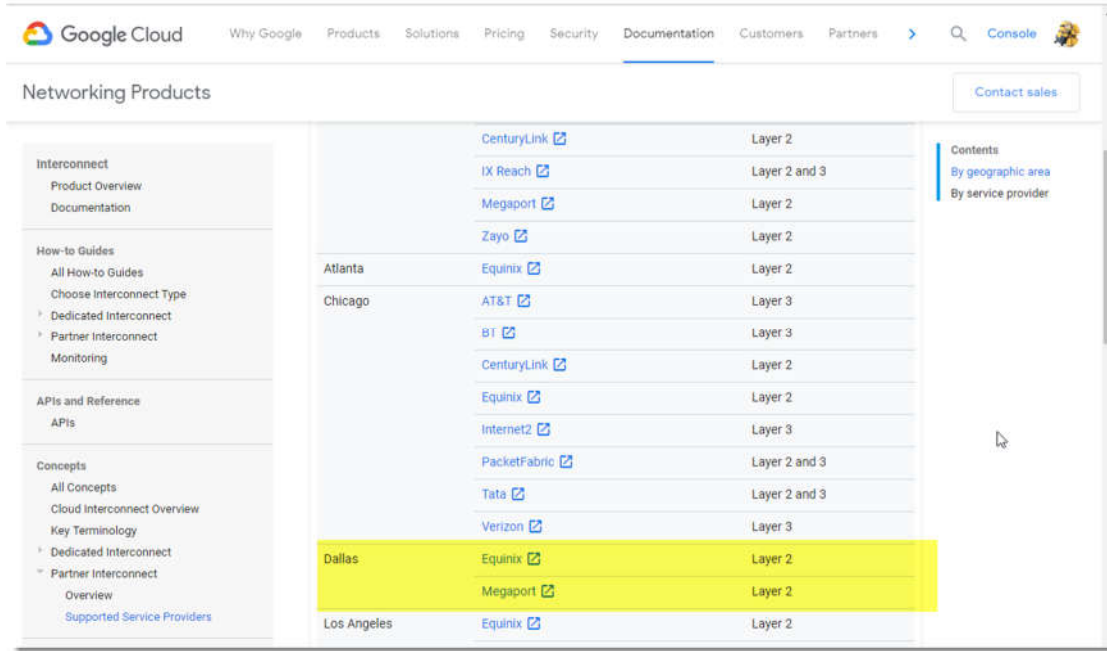 Google Cloud Why Google Products Solutions Pricing Security Documentation Customers Partners Console
Networking Products Contact sales
Interconnect
Product Overview
Documentation
How-to Guides
All How-to Guides
Choose Interconnect Type
Dedicated Interconnect
Partner Interconnect
Monitoring
APIs and Reference
APIs
Concepts
All Concepts
Cloud Interconnect Overview
Key Terminology
Dedicated Interconnect
Partner Interconnect
Overview
Supported Service Providers
CenturyLink Layer 2
IX Reach Layer 2 and 3
Megaport Layer 2
Zayo Layer 2
Atlanta Equinix Layer 2
Chicago AT&T Layer 3
BT Layer 3
CenturyLink Layer 2
Equinix Layer 2
Internet2 Layer 3
PacketFabric Layer 2 and 3
Tata Layer 2 and 3
Verizon Layer 3
Dallas Equinix Layer 2
Megaport Layer 2
Los Angeles Equinix Layer 2
Contents
By geographic area
By service provider